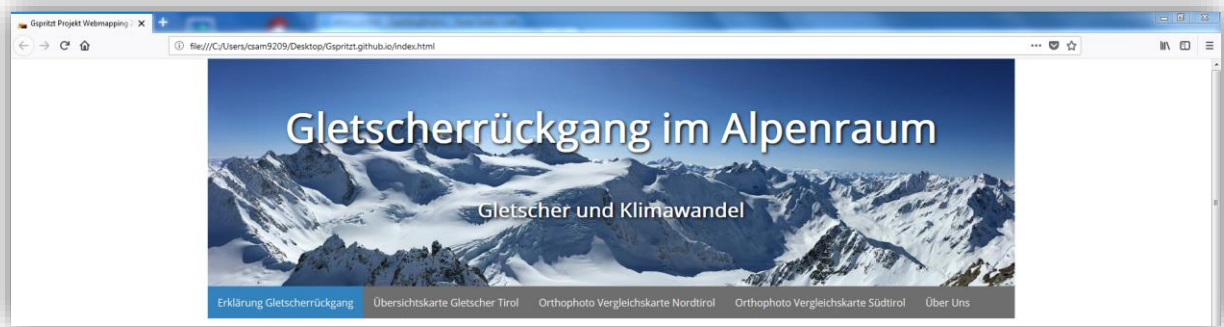 Gspritzt Projekt Webmapping
file:///C:/Users/csam9209/Desktop/Gspritzt.github.io/index.html
Gletscherrückgang im Alpenraum
Gletscher und Klimawandel
Erklärung Gletscherrückgang Übersichtskarte Gletscher Tirol Orthophoto Vergleichskarte Nordtirol Orthophoto Vergleichskarte Südtirol Über Uns